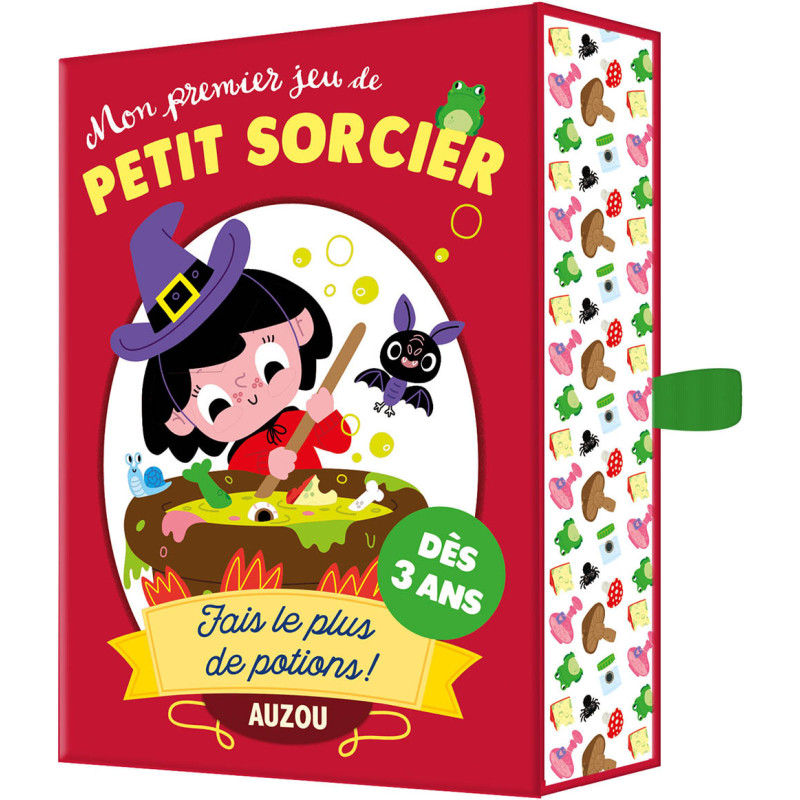 Mon premier jeu de
PETIT SORCIER
DÈS
3 ANS
Fais le plus
de potions !
AUZOU